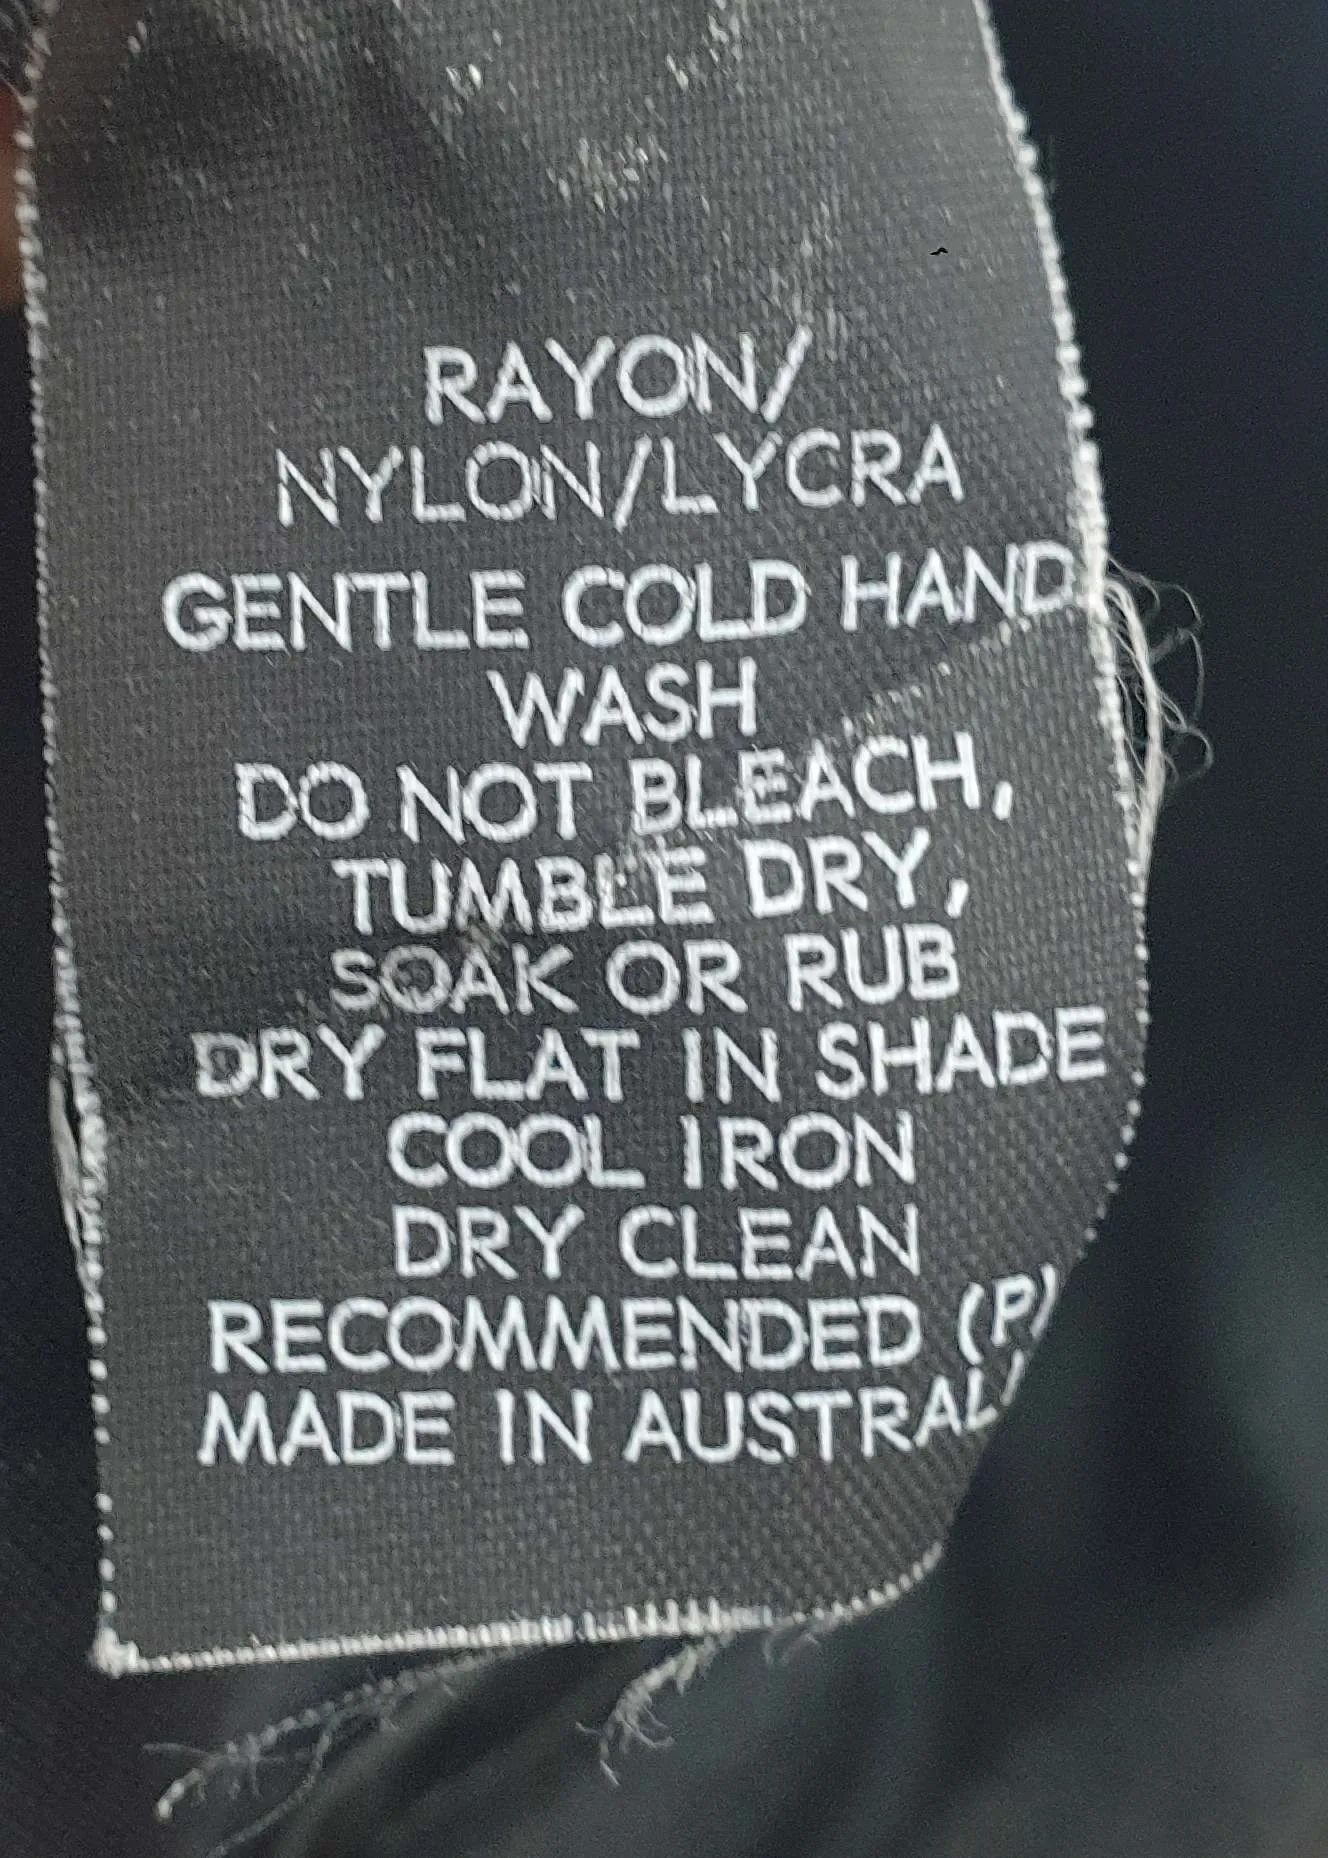 RAYON/
NYLON/LYCRA
GENTLE COLD HAND
WASH
DO NOT BLEACH,
TUMBLE DRY,
SOAK OR RUB
DRY FLAT IN SHADE
COOL IRON
DRY CLEAN
RECOMMENDED (P)
MADE IN AUSTRALI